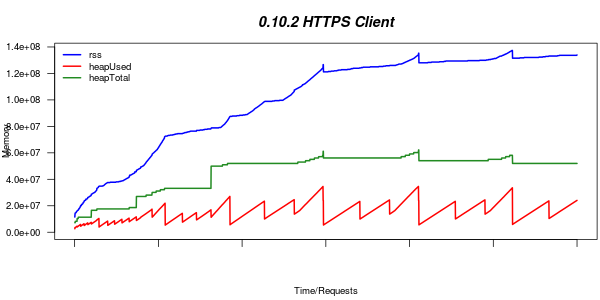 0.10.2 HTTPS Client
1.4e+08
1.2e+08
1.0e+08
8.0e+07
6.0e+07
4.0e+07
2.0e+07
0.0e+00
Memory
rss
heapUsed
heapTotal
Time/Requests